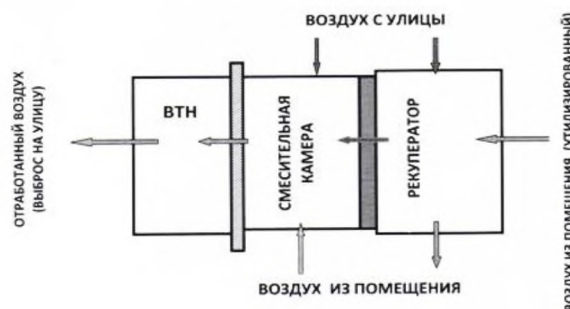 ВОЗДУХ С УЛИЦЫ
ОТРАБОТАННЫЙ ВОЗДУХ
(ВЫБРОС НА УЛИЦУ)
ВТН
СМЕСИТЕЛЬНАЯ
КАМЕРА
РЕКУПЕРАТОР
ВОЗДУХ ИЗ ПОМЕЩЕНИЯ (УТИЛИЗИРОВАННЫЙ)
ВОЗДУХ ИЗ ПОМЕЩЕНИЯ